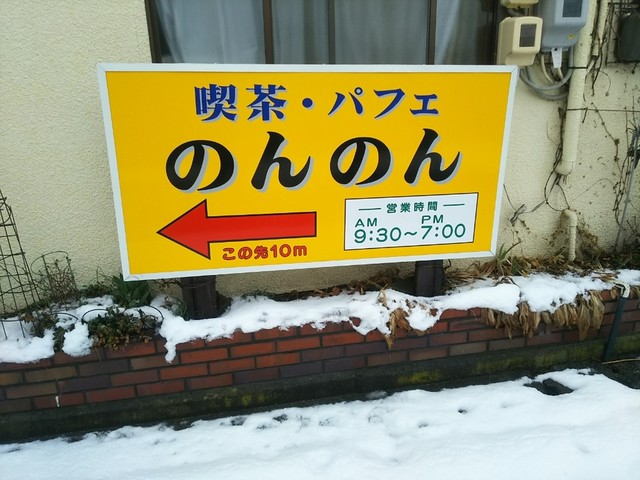 喫茶・パフェ
のんのん
この先10m
営業時間
AM PM
9:30～7:00